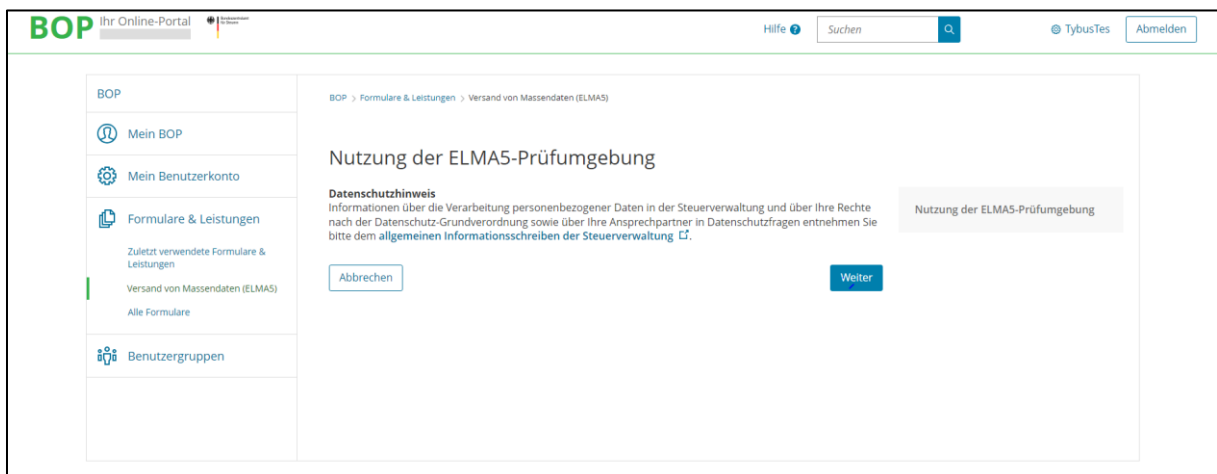 BOP Ihr Online-Portal
Hilfe ?
Suchen
TybusTes
Abmelden
BOP
Mein BOP
Mein Benutzerkonto
Formulare & Leistungen
Zuletzt verwendete Formulare &
Leistungen
Versand von Massendaten (ELMA5)
Alle Formulare
Benutzergruppen
BOP > Formulare & Leistungen > Versand von Massendaten (ELMA5)
Nutzung der ELMA5-Prüfumgebung
Datenschutzhinweis
Informationen über die Verarbeitung personenbezogener Daten in der Steuerverwaltung und über Ihre Rechte
nach der Datenschutz-Grundverordnung sowie über Ihre Ansprechpartner in Datenschutzfragen entnehmen Sie
bitte dem allgemeinen Informationsschreiben der Steuerverwaltung.
Abbrechen
Weiter
Nutzung der ELMA5-Prüfumgebung